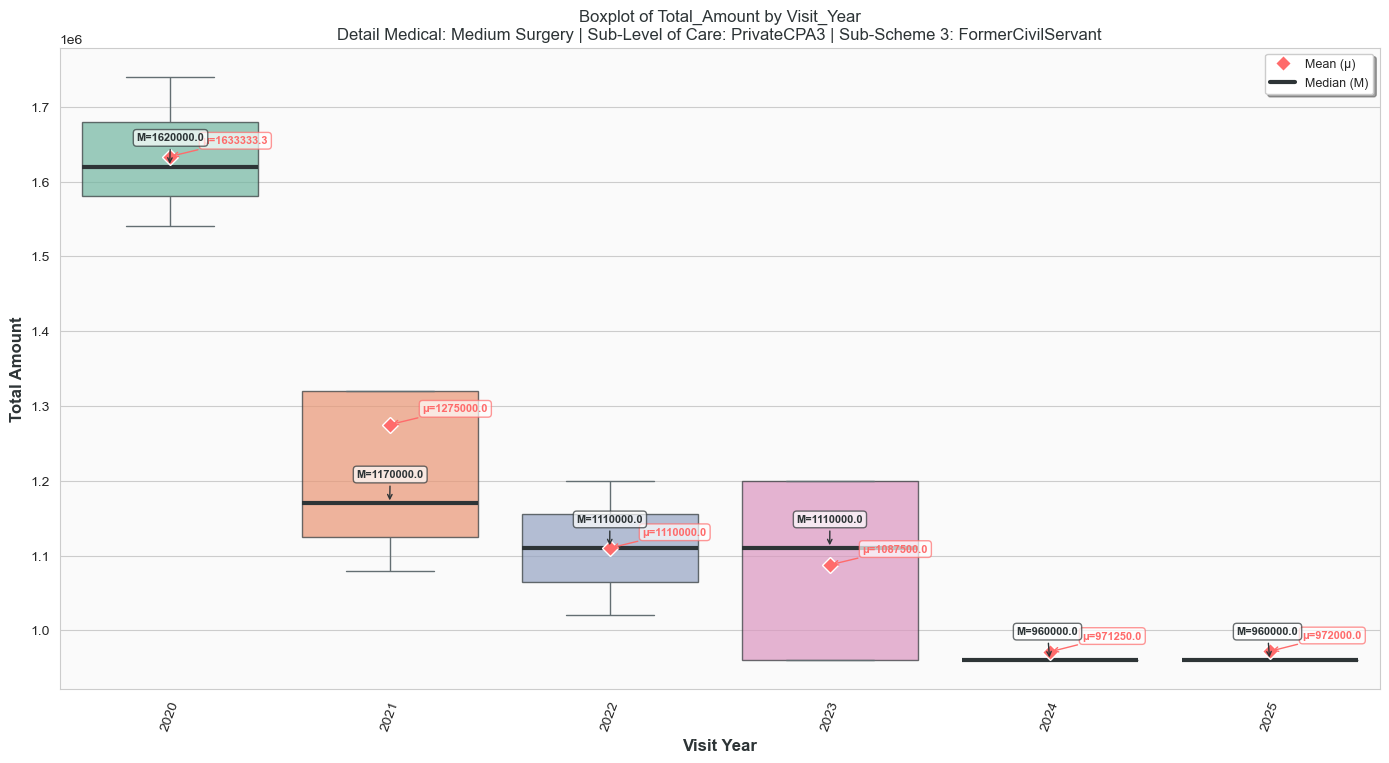 Boxplot of Total_Amount by Visit_Year
Detail Medical: Medium Surgery | Sub-Level of Care: PrivateCPA3 | Sub-Scheme 3: FormerCivilServant
1e6
Mean (μ)
Median (M)
1.7
1.6
1.5
1.4
1.3
1.2
1.1
1.0
Total Amount
M=1620000.0
=1633333.3
μ=1275000.0
M=1170000.0
M=1110000.0
μ=1110000.0
M=1110000.0
μ=1087500.0
M=960000.0
μ=971250.0
M=960000.0
μ=972000.0
2020
2021
2022
2023
2024
2025
Visit Year